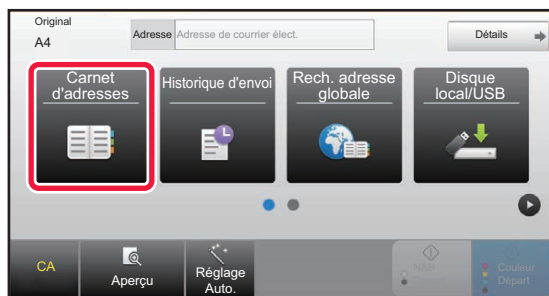 Original
A4
Adresse Adresse de courrier élect.
Détails
Carnet
d'adresses
Historique d'envoi
Rech. adresse
globale
Disque
local/USB
CA
Aperçu
Réglage
Auto.
N&B
Départ
Couleur
Départ